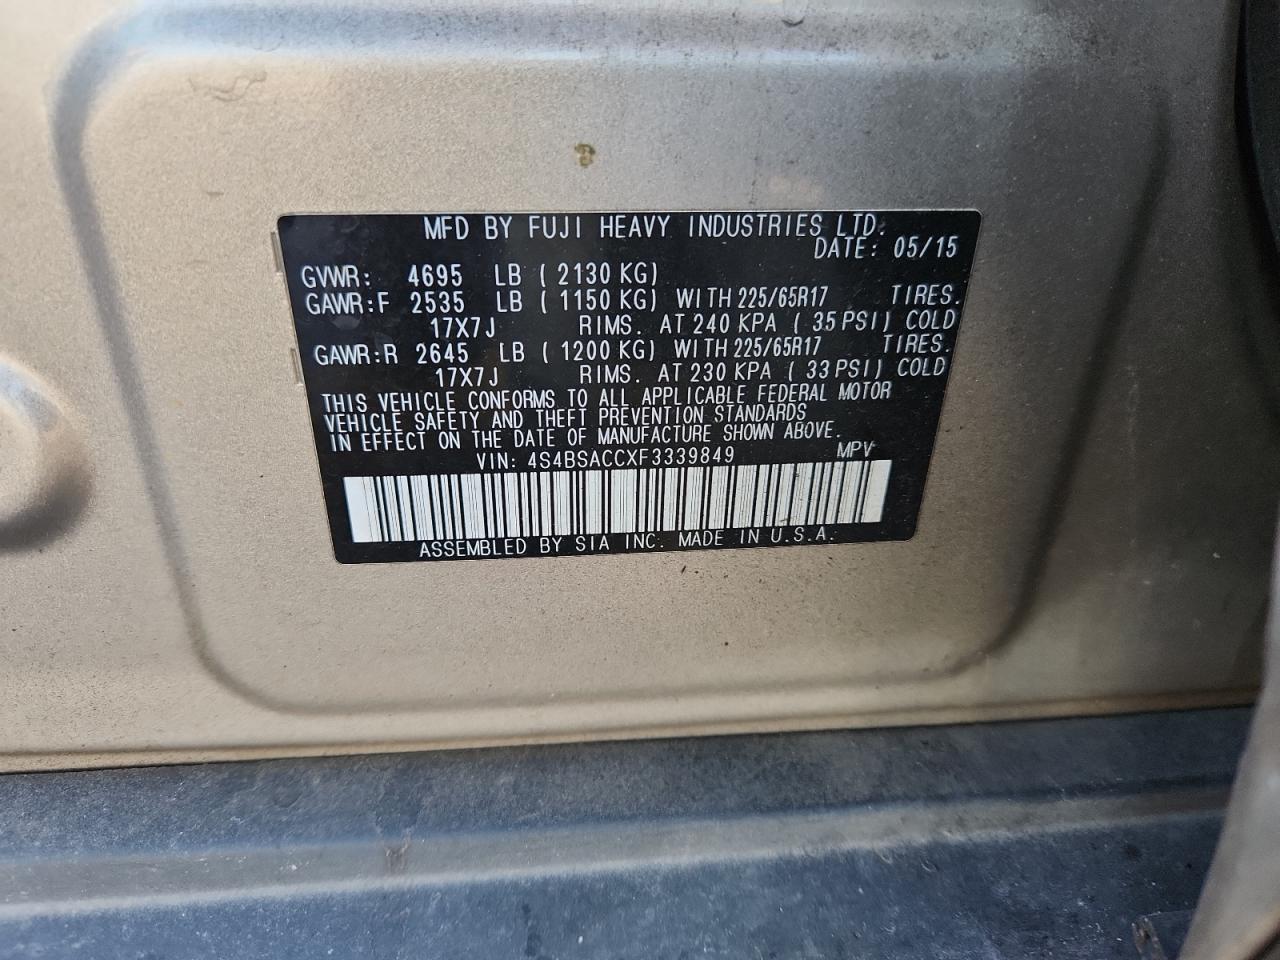 MFD BY FUJI HEAVY INDUSTRIES LTD.
DATE: 05/15
GVWR: 4695 LB ( 2130 KG)
GAWR:F 2535 LB ( 1150 KG) WITH 225/65R17 TIRES.
17X7J RIMS. AT 240 KPA ( 35 PSI) COLD
GAWR:R 2645 LB ( 1200 KG) WITH 225/65R17 TIRES.
17X7J RIMS. AT 230 KPA ( 33 PSI) COLD
THIS VEHICLE CONFORMS TO ALL APPLICABLE FEDERAL MOTOR
VEHICLE SAFETY AND THEFT PREVENTION STANDARDS
IN EFFECT ON THE DATE OF MANUFACTURE SHOWN ABOVE.
VIN: 4S4BSACCXF3339849 MPV
ASSEMBLED BY SIA INC. MADE IN U.S.A.